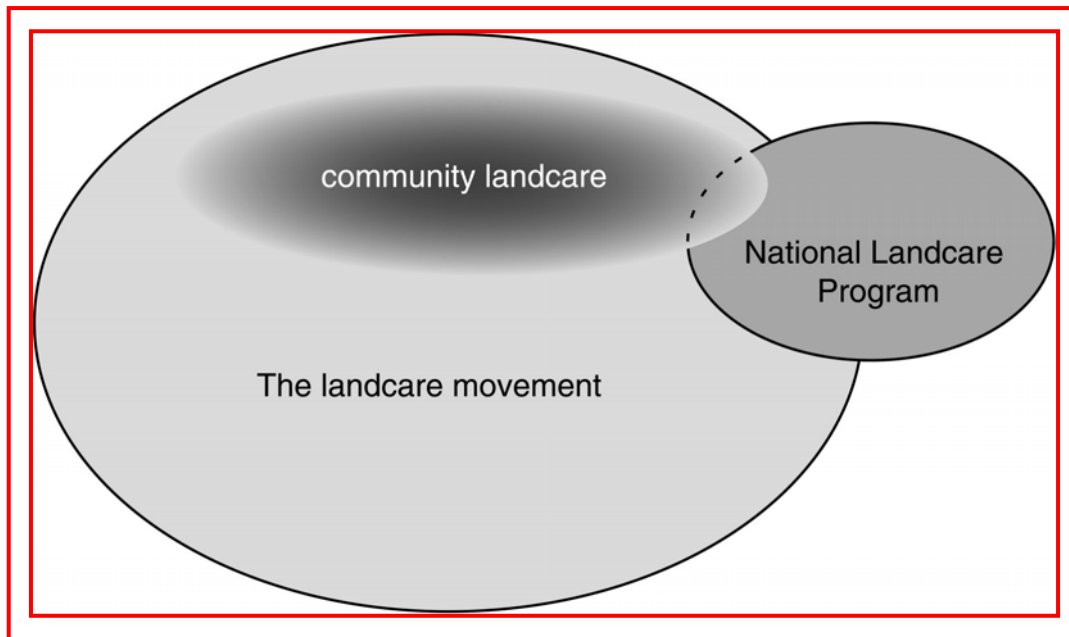 community landcare
National Landcare
Program
The landcare movement